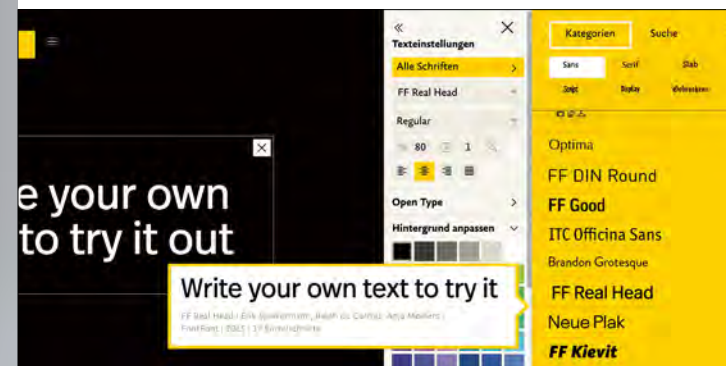 e your own
to try it out
Texteinstellungen
Alle Schriften
FF Real Head
Regular
80 1
Open Type
Hintergrund anpassen
Write your own text to try it
Kategorien Suche
Sans Serif Slab
Script Display
Optima
FF DIN Round
FF Good
ITC Officina Sans
Brandon Grotesque
FF Real Head
Neue Plak
FF Kievit